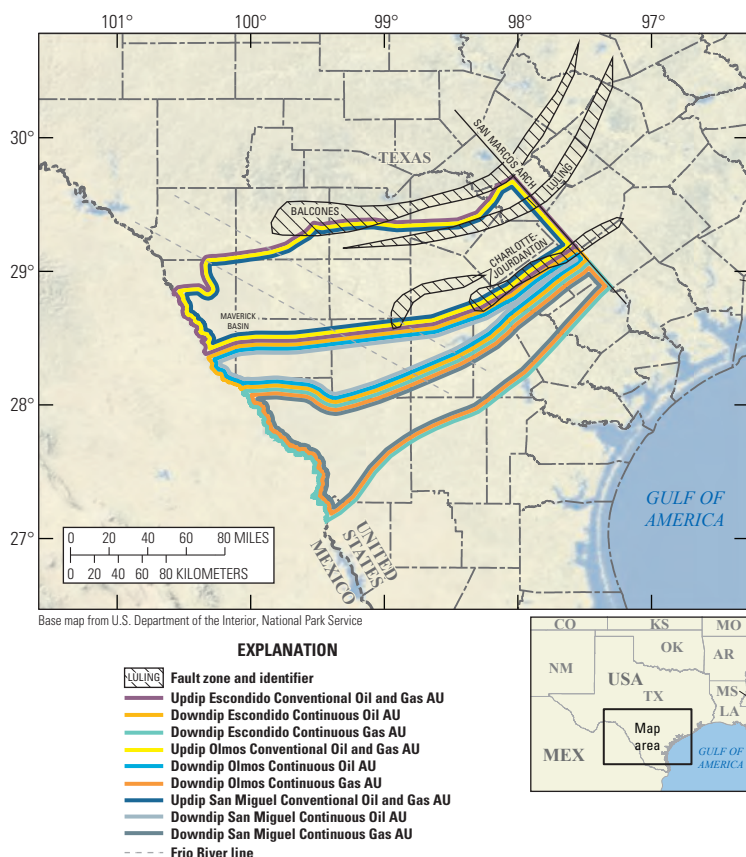 101° 100° 99° 98° 97°
30°
29°
28°
27°
TEXAS
SAN MARCOS ARCH
LULING
BALCONES
CHARLOTTE-
JOURDANTON
MAVERICK
BASIN
GULF OF
AMERICA
UNITED
STATES
MEXICO
0 20 40 60 80 MILES
0 20 40 60 80 KILOMETERS
Base map from U.S. Department of the Interior, National Park Service
EXPLANATION
LULING Fault zone and identifier
Updip Escondido Conventional Oil and Gas AU
Downdip Escondido Continuous Oil AU
Downdip Escondido Continuous Gas AU
Updip Olmos Conventional Oil and Gas AU
Downdip Olmos Continuous Oil AU
Downdip Olmos Continuous Gas AU
Updip San Miguel Conventional Oil and Gas AU
Downdip San Miguel Continuous Oil AU
Downdip San Miguel Continuous Gas AU
Frio River line
CO KS MO
NM OK AR
USA
TX MS
LA
Map
area
MEX
GULF OF
AMERICA